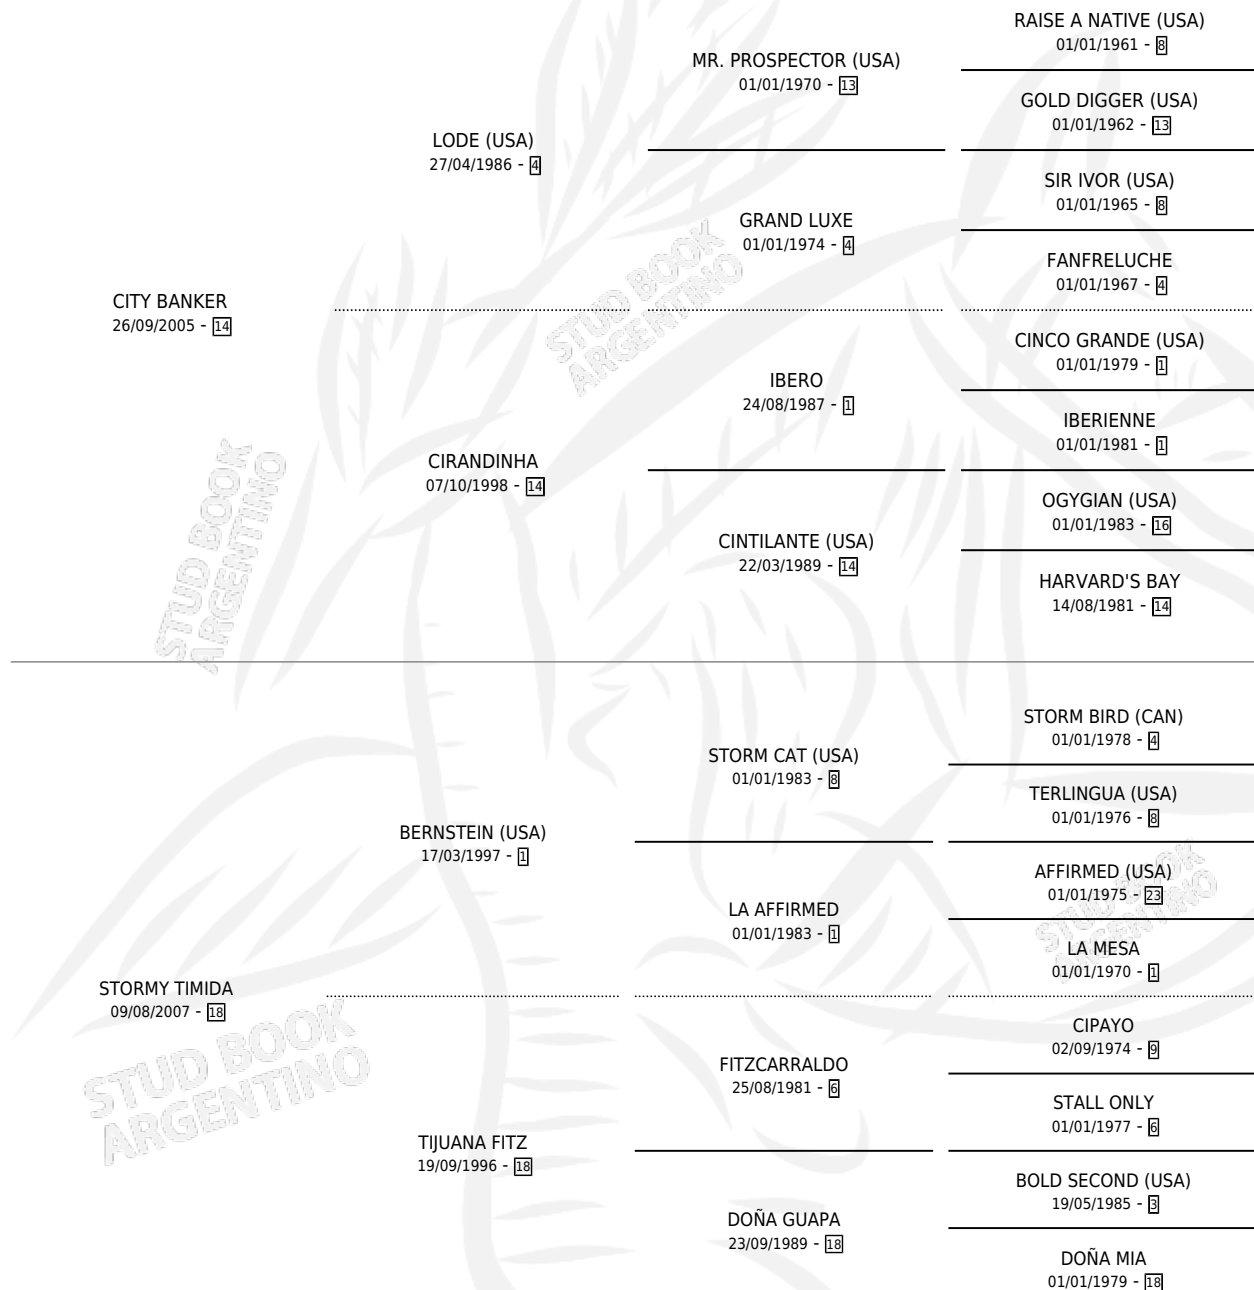 RAISE A NATIVE (USA)
01/01/1961 - 8
MR. PROSPECTOR (USA)
01/01/1970 - 13
GOLD DIGGER (USA)
01/01/1962 - 13
LODE (USA)
27/04/1986 - 4
SIR IVOR (USA)
01/01/1965 - 8
GRAND LUXE
01/01/1974 - 4
FANFRELUCHE
01/01/1967 - 4
CITY BANKER
26/09/2005 - 14
CINCO GRANDE (USA)
01/01/1979 - 1
IBERO
24/08/1987 - 1
IBERIENNE
01/01/1981 - 1
CIRANDINHA
07/10/1998 - 14
OGYGIAN (USA)
01/01/1983 - 16
CINTILANTE (USA)
22/03/1989 - 14
HARVARD'S BAY
14/08/1981 - 14
STORM BIRD (CAN)
01/01/1978 - 4
STORM CAT (USA)
01/01/1983 - 8
TERLINGUA (USA)
01/01/1976 - 8
BERNSTEIN (USA)
17/03/1997 - 1
AFFIRMED (USA)
01/01/1975 - 23
LA AFFIRMED
01/01/1983 - 1
LA MESA
01/01/1970 - 1
STORMY TIMIDA
09/08/2007 - 18
CIPAYO
02/09/1974 - 9
FITZCARRALDO
25/08/1981 - 6
STALL ONLY
01/01/1977 - 6
TIJUANA FITZ
19/09/1996 - 18
BOLD SECOND (USA)
19/05/1985 - 3
DOÑA GUAPA
23/09/1989 - 18
DOÑA MIA
01/01/1979 - 18
STUD BOOK
ARGENTINO
STUD BOOK
ARGENTINO
STUD BOOK
ARGENTINO
STUD BOOK
ARGENTINO